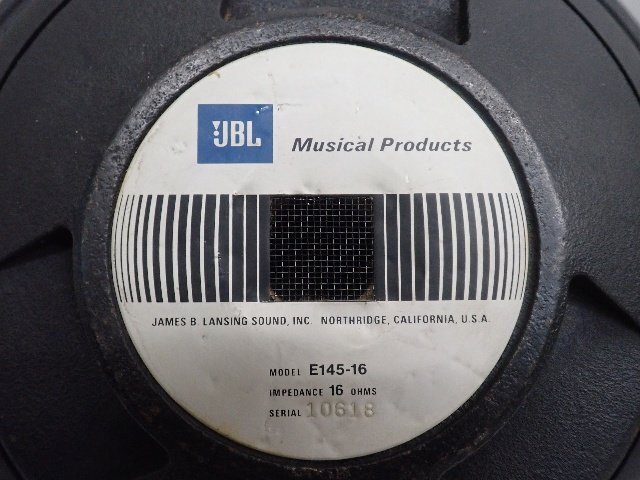 JBL
Musical Products
JAMES B. LANSING SOUND, INC. NORTHRIDGE, CALIFORNIA, U.S.A.
MODEL E145-16
IMPEDANCE 16 OHMS
SERIAL 10618